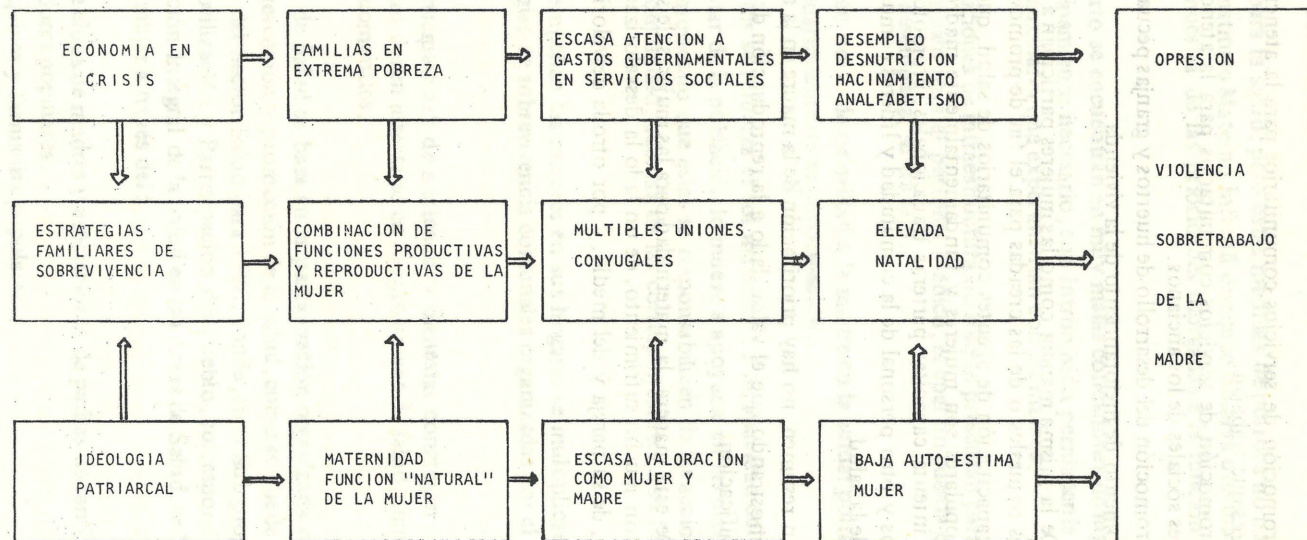 ECONOMIA EN
CRISIS
FAMILIAS EN
EXTREMA POBREZA
ESCASA ATENCION A
GASTOS GUBERNAMENTALES
EN SERVICIOS SOCIALES
DESEMPLEO
DESNUTRICION
HACINAMIENTO
ANALFABETISMO
ESTRATEGIAS
FAMILIARES DE
SOBREVIVENCIA
COMBINACION DE
FUNCIONES PRODUCTIVAS
Y REPRODUCTIVAS DE LA
MUJER
MULTIPLES UNIONES
CONYUGALES
ELEVADA
NATALIDAD
IDEOLOGIA
PATRIARCAL
MATERNIDAD
FUNCION "NATURAL"
DE LA MUJER
ESCASA VALORACION
COMO MUJER Y
MADRE
BAJA AUTO-ESTIMA
MUJER
OPRESION
VIOLENCIA
SOBRETRABAJO
DE LA
MADRE